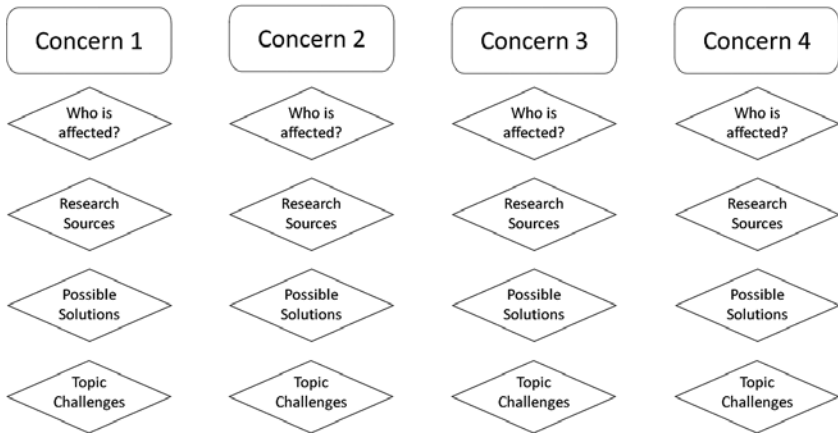 Concern 1
Concern 2
Concern 3
Concern 4
Who is
affected?
Who is
affected?
Who is
affected?
Who is
affected?
Research
Sources
Research
Sources
Research
Sources
Research
Sources
Possible
Solutions
Possible
Solutions
Possible
Solutions
Possible
Solutions
Topic
Challenges
Topic
Challenges
Topic
Challenges
Topic
Challenges